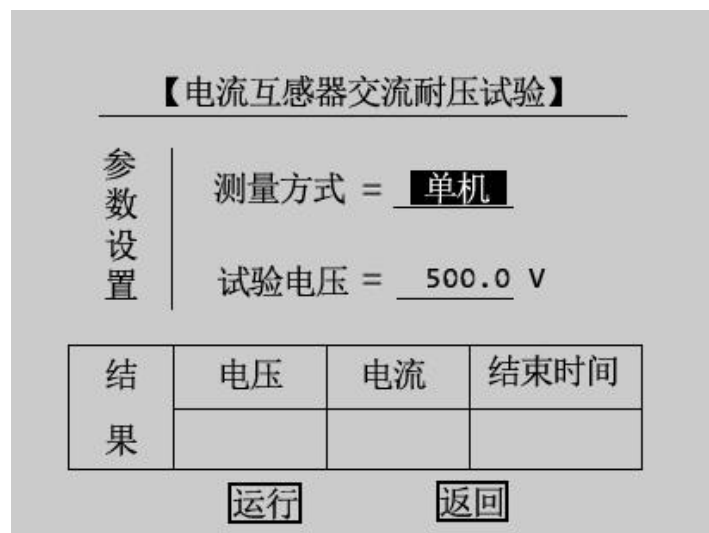 【电流互感器交流耐压试验】
参数设置
测量方式 = 单机
试验电压 = 500.0 V
结果 电压 电流 结束时间
运行 返回